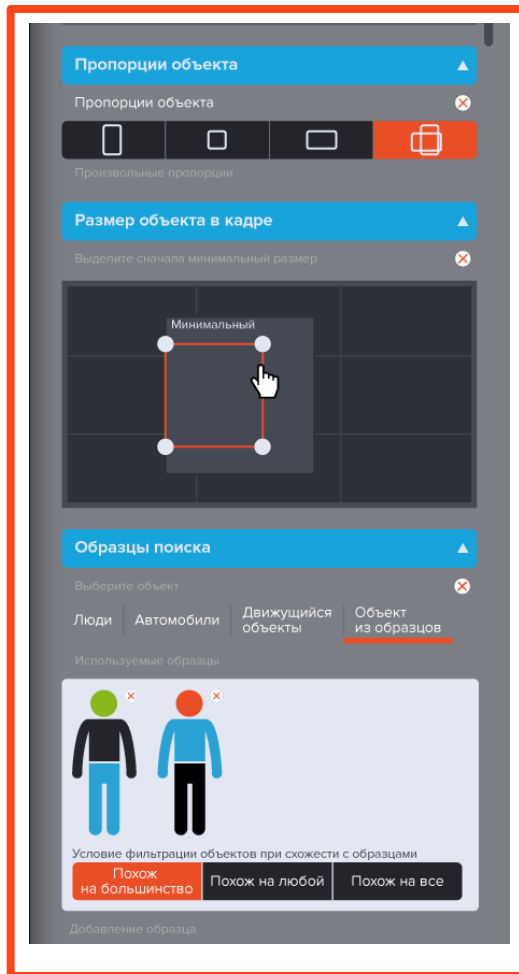 Пропорции объекта
Пропорции объекта
Произвольные пропорции
Размер объекта в кадре
Выделите сначала минимальный размер
Минимальный
Образцы поиска
Выберите объект
Люди
Автомобили
Движущийся
объекты
Объект
из образцов
Используемые образцы
Условие фильтрации объектов при схожести с образцами
Похож
на большинство
Похож на любой
Похож на все
Добавление образца